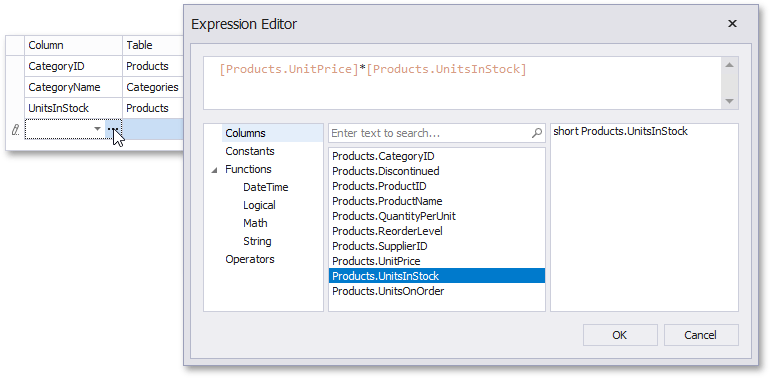 Column Table
CategoryID Products
CategoryName Categories
UnitsInStock Products
...
Expression Editor
[Products.UnitPrice]*[Products.UnitsInStock]
Columns
Constants
Functions
DateTime
Logical
Math
String
Operators
Enter text to search...
Products.CategoryID
Products.Discontinued
Products.ProductID
Products.ProductName
Products.QuantityPerUnit
Products.ReorderLevel
Products.SupplierID
Products.UnitPrice
Products.UnitsInStock
Products.UnitsOnOrder
short Products.UnitsInStock
OK Cancel